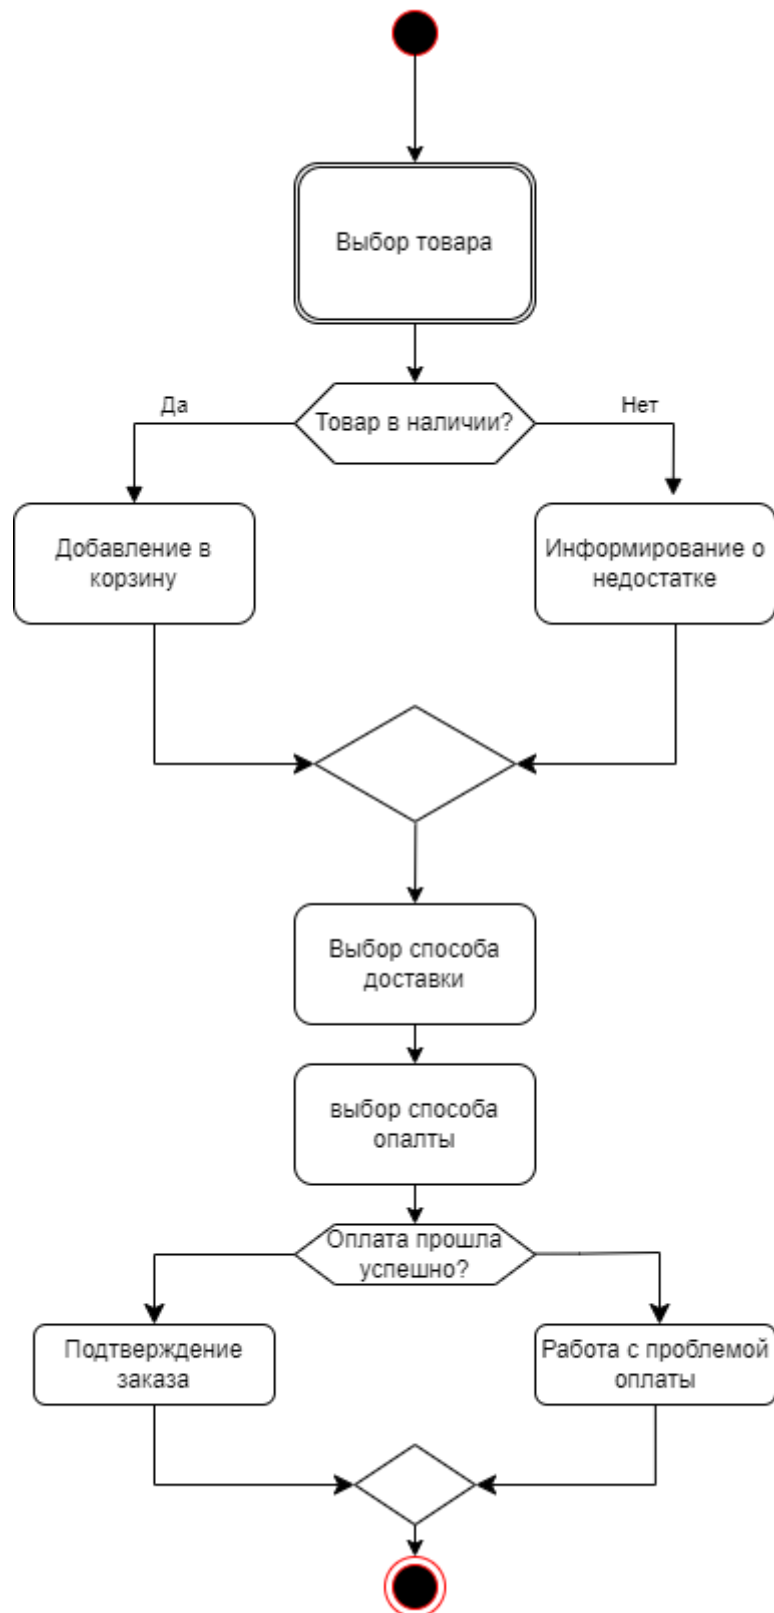 Выбор товара
Да
Товар в наличии?
Нет
Добавление в
корзину
Информирование о
недостатке
Выбор способа
доставки
выбор способа
опалты
Оплата прошла
успешно?
Подтверждение
заказа
Работа с проблемой
оплаты